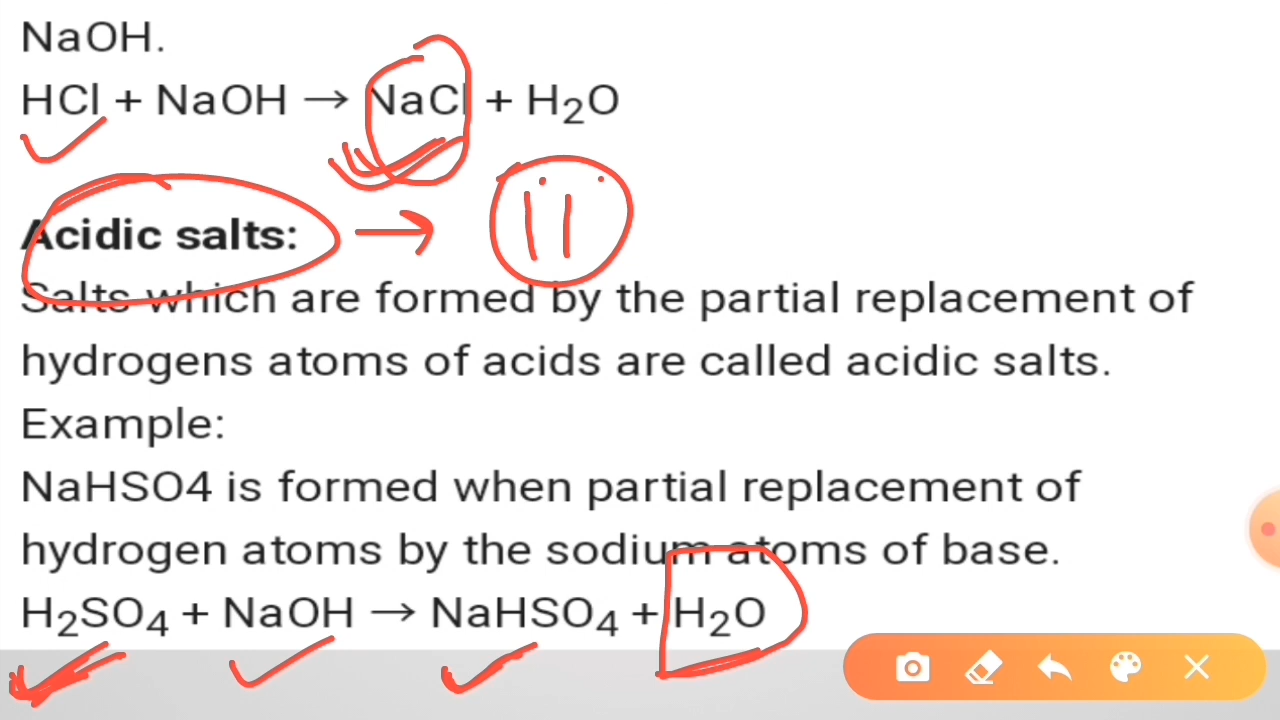 NaOH.
HCl + NaOH → NaCl + H₂O
Acidic salts: → 11
Salts which are formed by the partial replacement of
hydrogens atoms of acids are called acidic salts.
Example:
NaHSO4 is formed when partial replacement of
hydrogen atoms by the sodium atoms of base.
H₂SO₄ + NaOH → NaHSO₄ + H₂O